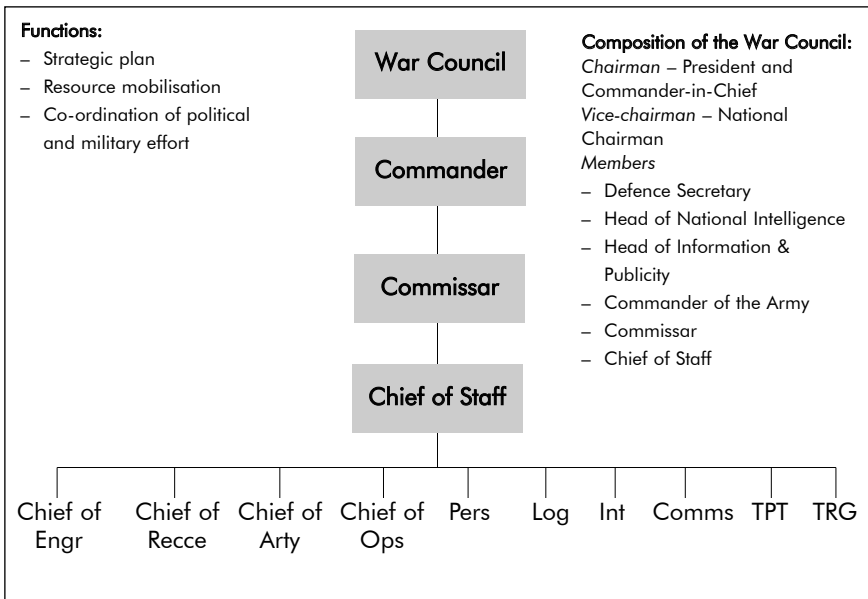 Functions:
– Strategic plan
– Resource mobilisation
– Co-ordination of political
and military effort
War Council
Commander
Commissar
Chief of Staff
Composition of the War Council:
Chairman – President and
Commander-in-Chief
Vice-chairman – National
Chairman
Members
– Defence Secretary
– Head of National Intelligence
– Head of Information &
Publicity
– Commander of the Army
– Commissar
– Chief of Staff
Chief of
Engr
Chief of
Recce
Chief of
Arty
Chief of
Ops
Pers
Log
Int
Comms
TPT
TRG